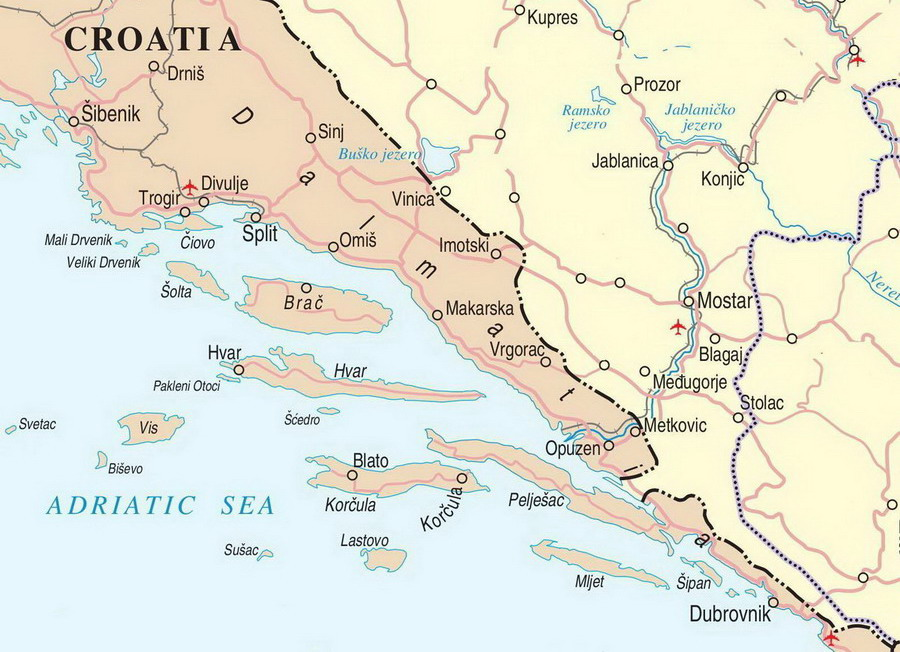 Kupres
CROATIA
Drniš
Prozor
Šibenik
Ramsko
jezero
Jablaničko
jezero
D
Sinj
Buško jezero
Jablanica
Konjić
a
Trogir
Divulje
Vinica
l
Split
Omiš
Imotski
Mali Drvenik
Čiovo
Veliki Drvenik
m
Neret
Šolta
Brač
Mostar
Makarska
a
Vrgorac
Blagaj
Hvar
Hvar
Pakleni Otoci
Međugorje
t
Stolac
Šćedro
Svetac
Vis
Metkovic
Opuzen
Blato
i
Biševo
Korčula
Korčula
Pelješac
ADRIATIC SEA
Lastovo
a
Sušac
Mljet
Šipan
Dubrovnik